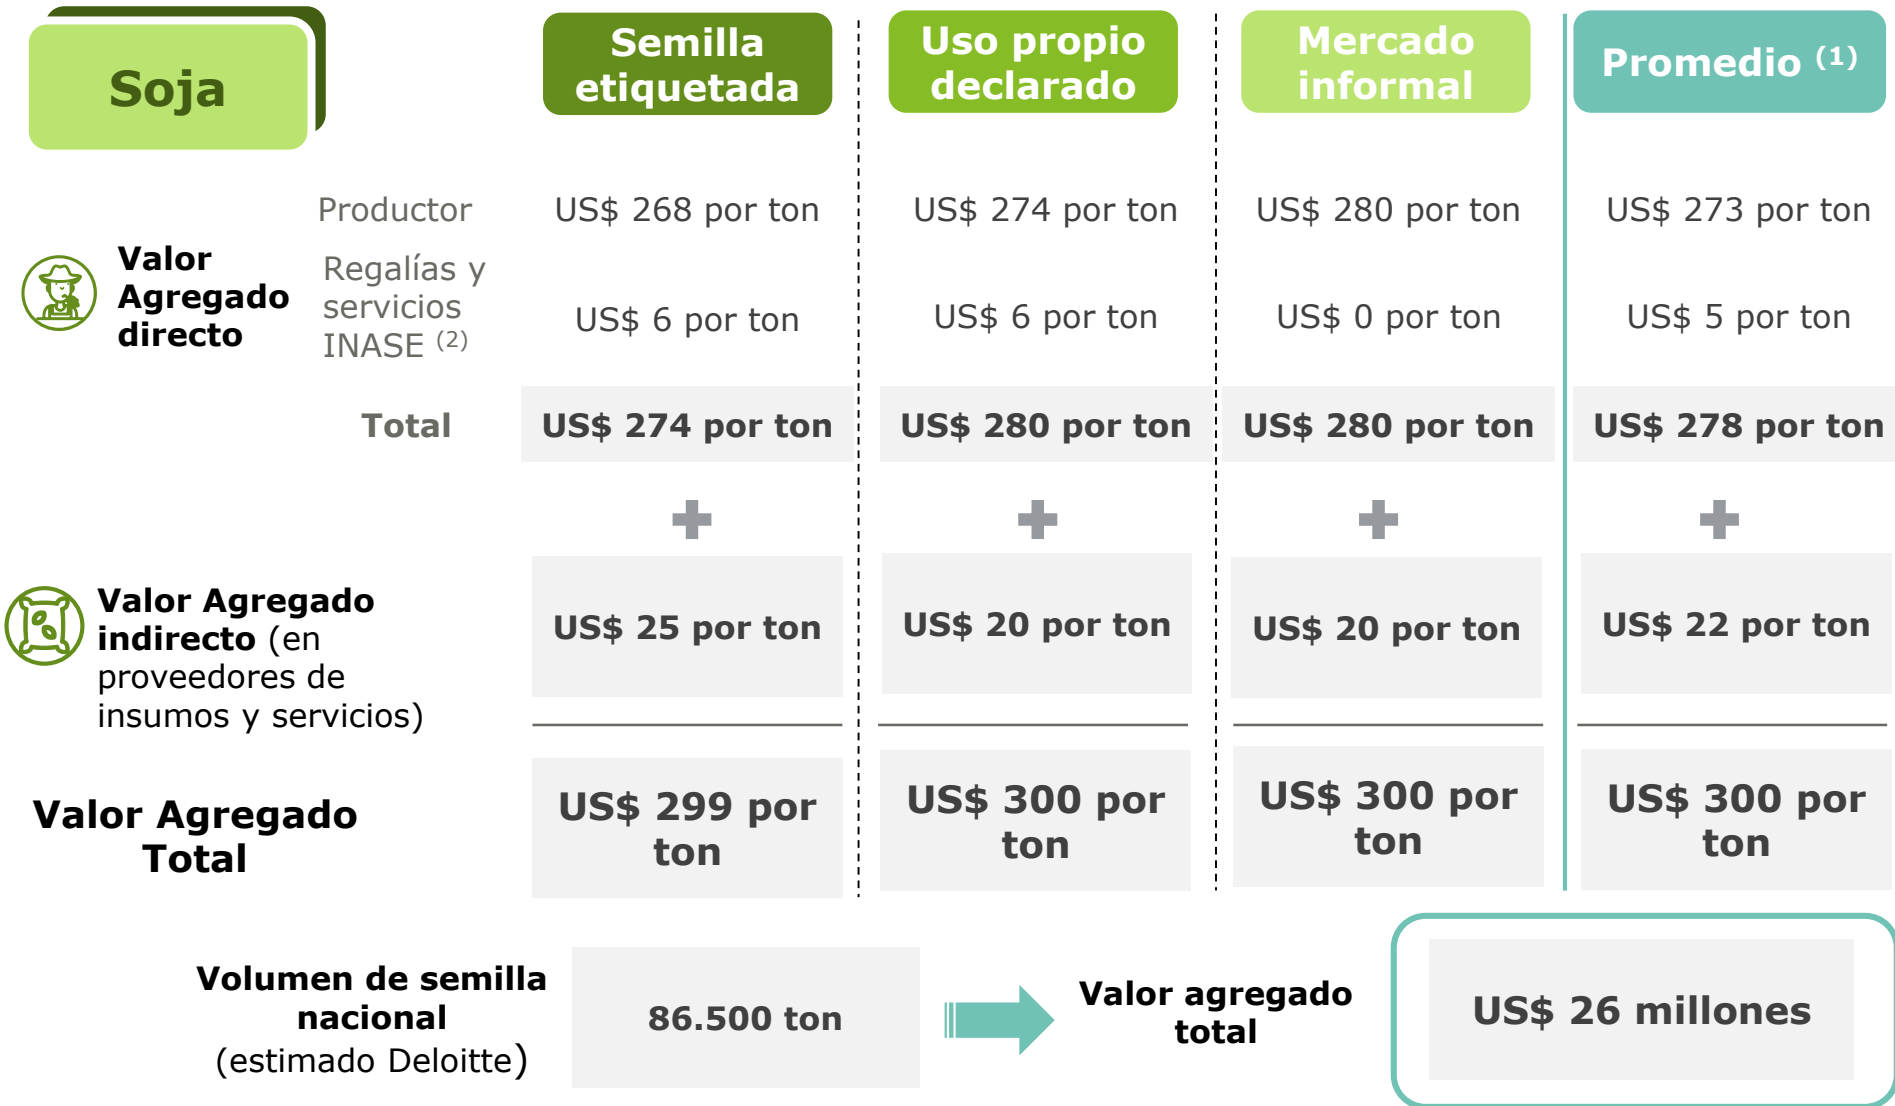 Soja
Semilla
etiquetada
Uso propio
declarado
Mercado
informal
Promedio (1)
Valor
Agregado
directo
Productor
US$ 268 por ton
US$ 274 por ton
US$ 280 por ton
US$ 273 por ton
Regalías y
servicios
INASE (2)
US$ 6 por ton
US$ 6 por ton
US$ 0 por ton
US$ 5 por ton
Total
US$ 274 por ton
US$ 280 por ton
US$ 280 por ton
US$ 278 por ton
Valor Agregado
indirecto (en
proveedores de
insumos y servicios)
US$ 25 por ton
US$ 20 por ton
US$ 20 por ton
US$ 22 por ton
Valor Agregado
Total
US$ 299 por
ton
US$ 300 por
ton
US$ 300 por
ton
US$ 300 por
ton
Volumen de semilla
nacional
(estimado Deloitte)
86.500 ton
Valor agregado
total
US$ 26 millones